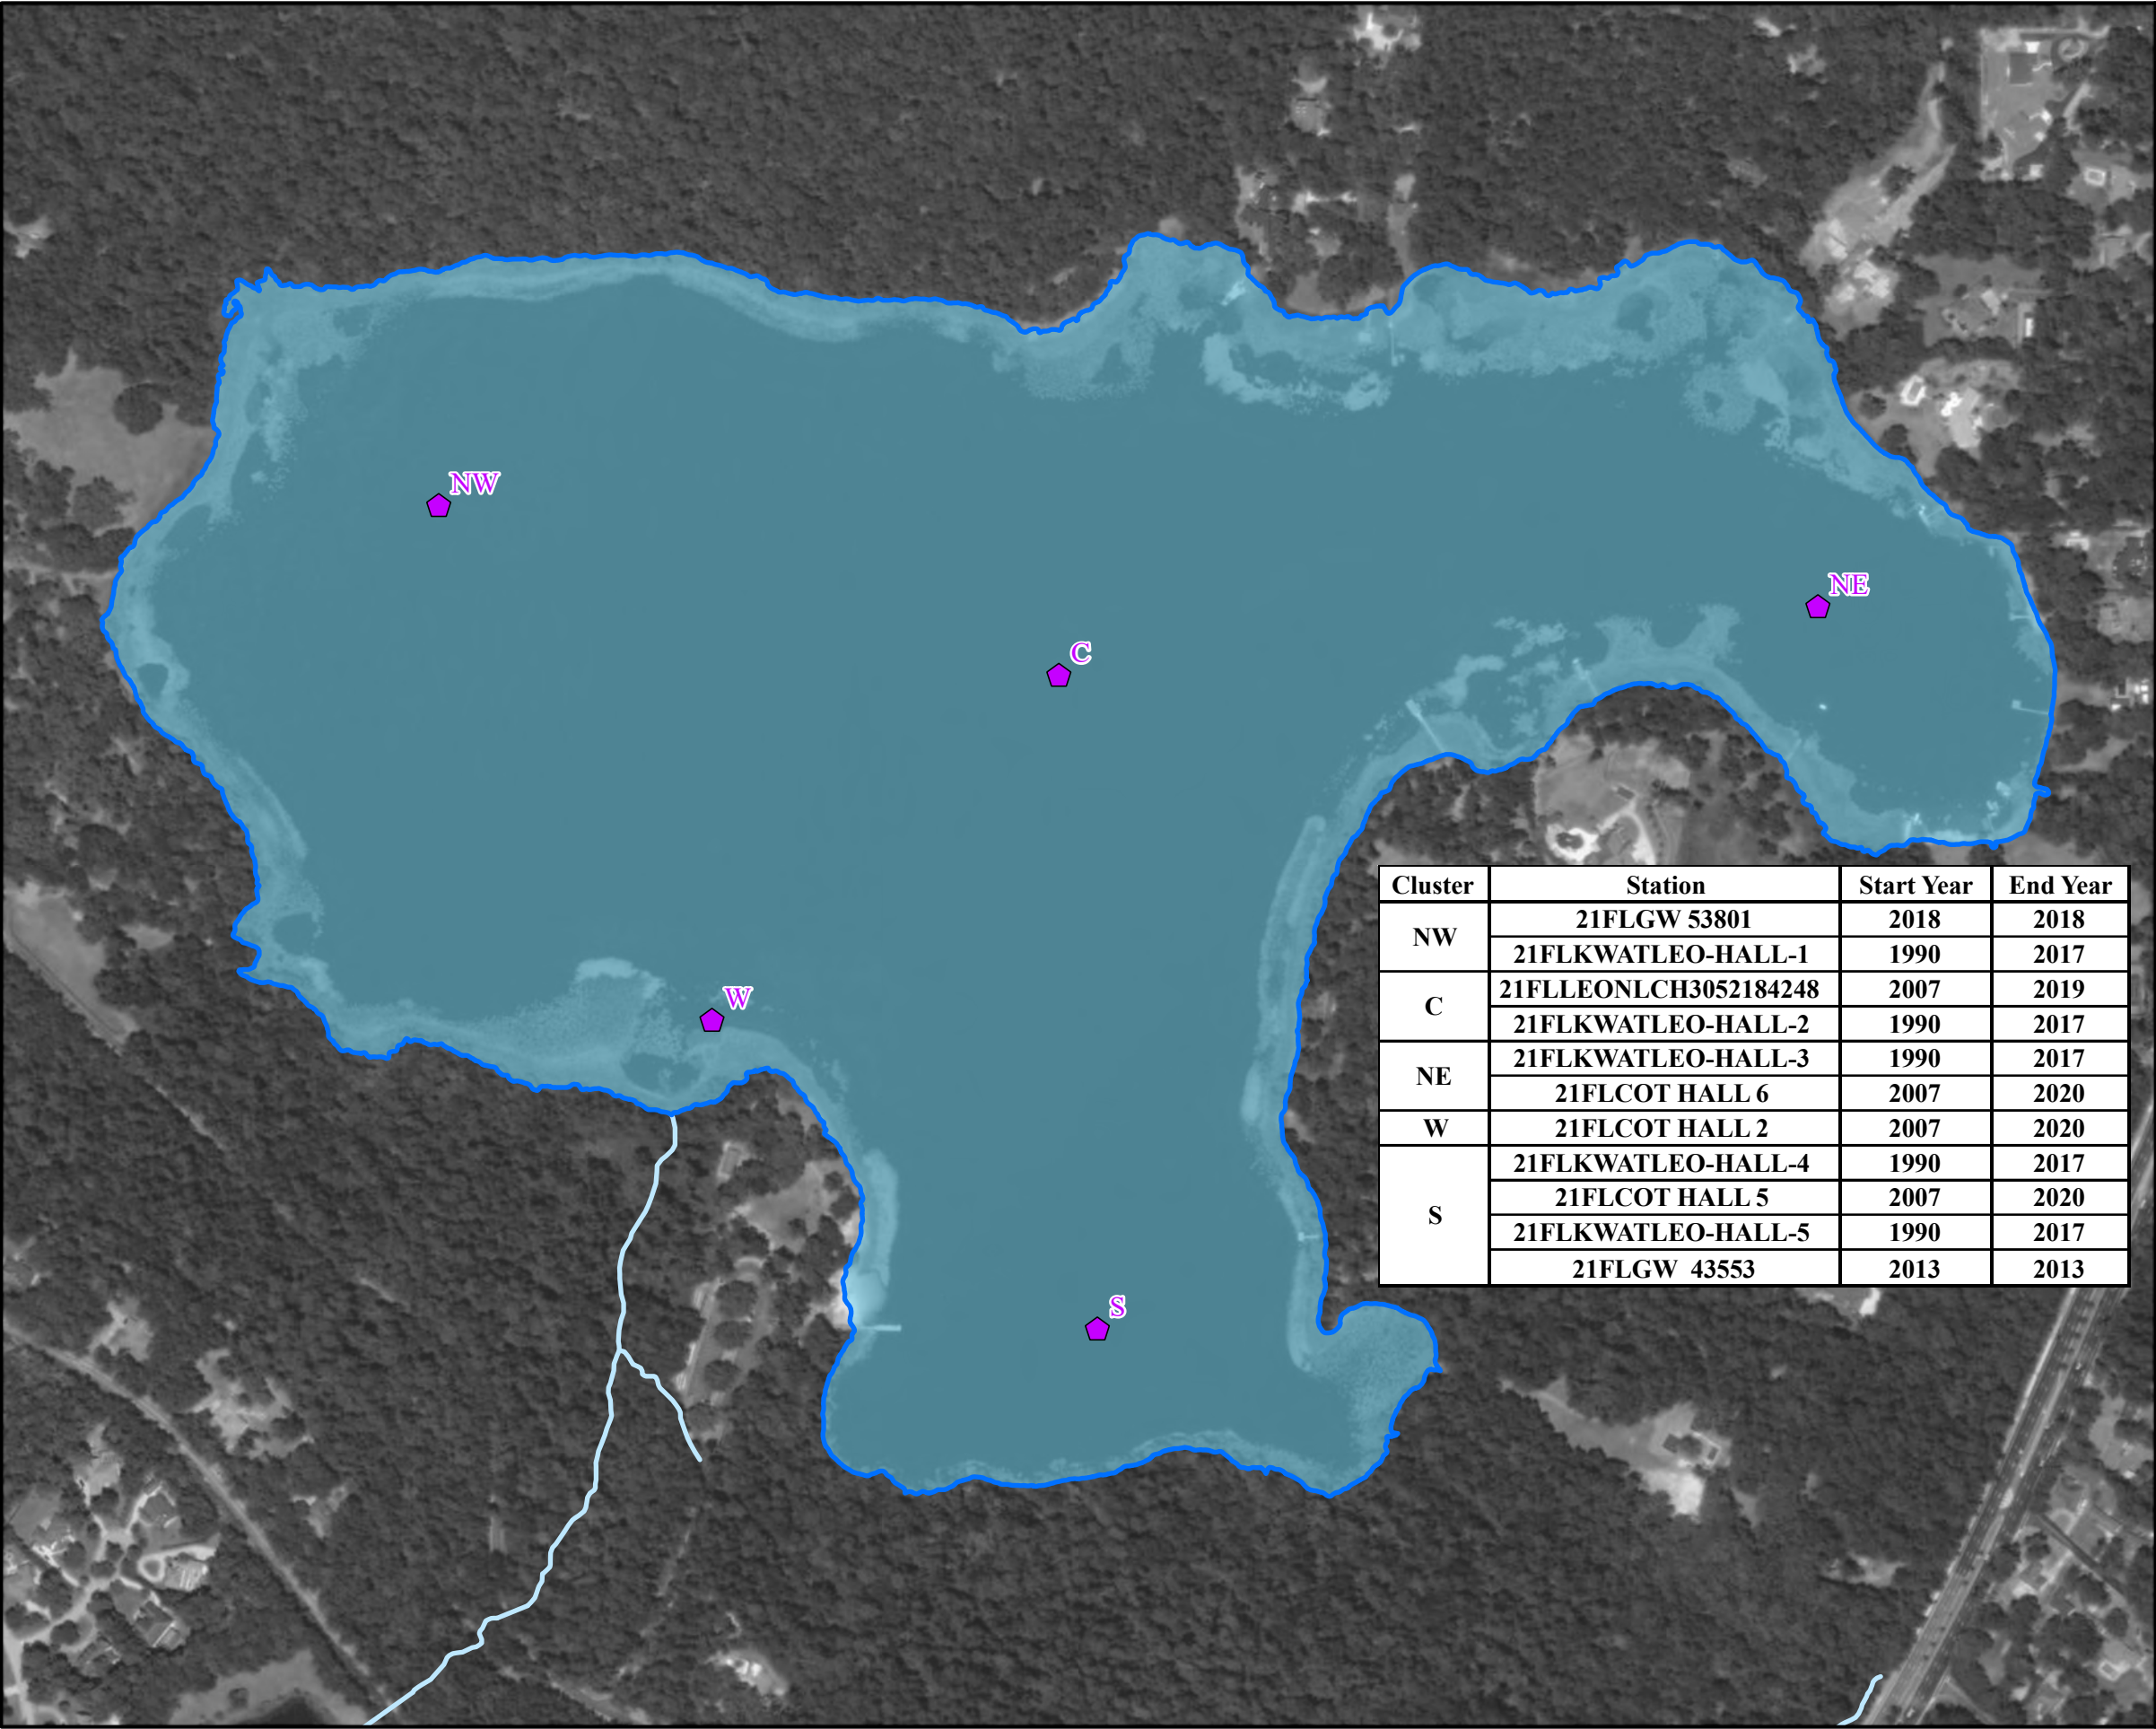 NW
NE
C
W
S
Cluster Station Start Year End Year
NW 21FLGW 53801 2018 2018
21FLKWATLEO-HALL-1 1990 2017
C 21FLLEONLCH3052184248 2007 2019
21FLKWATLEO-HALL-2 1990 2017
NE 21FLKWATLEO-HALL-3 1990 2017
21FLCOT HALL 6 2007 2020
W 21FLCOT HALL 2 2007 2020
S 21FLKWATLEO-HALL-4 1990 2017
21FLCOT HALL 5 2007 2020
21FLKWATLEO-HALL-5 1990 2017
21FLGW 43553 2013 2013